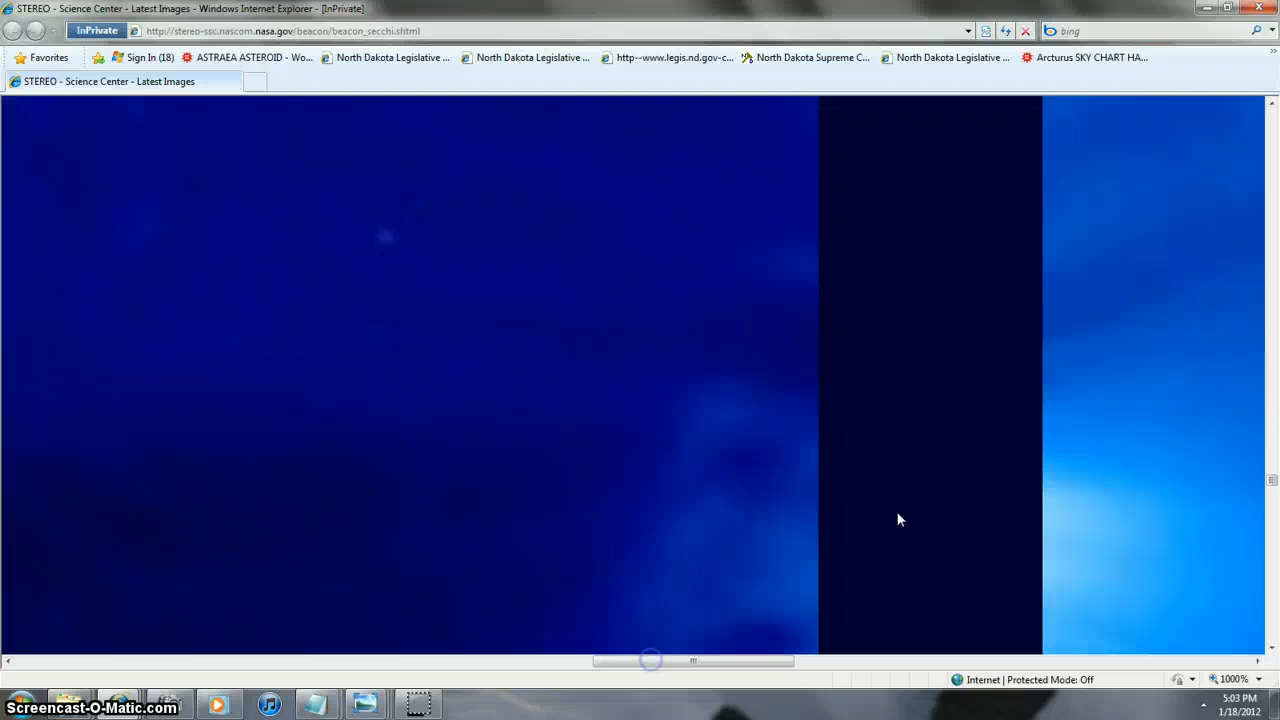 STEREO - Science Center - Latest Images - Windows Internet Explorer - [InPrivate]
InPrivate http://stereo-ssc.nascom.nasa.gov/beacon/beacon_secchi.shtml bing
Favorites Sign In (18) ASTRAEA ASTEROID - Wo... North Dakota Legislative ... North Dakota Legislative ... http--www.legis.nd.gov-c... North Dakota Supreme C... North Dakota Legislative ... Arcturus SKY CHART HA...
STEREO - Science Center - Latest Images
Internet | Protected Mode: Off 1000%
5:03 PM
Screencast-O-Matic.com 1/18/2012